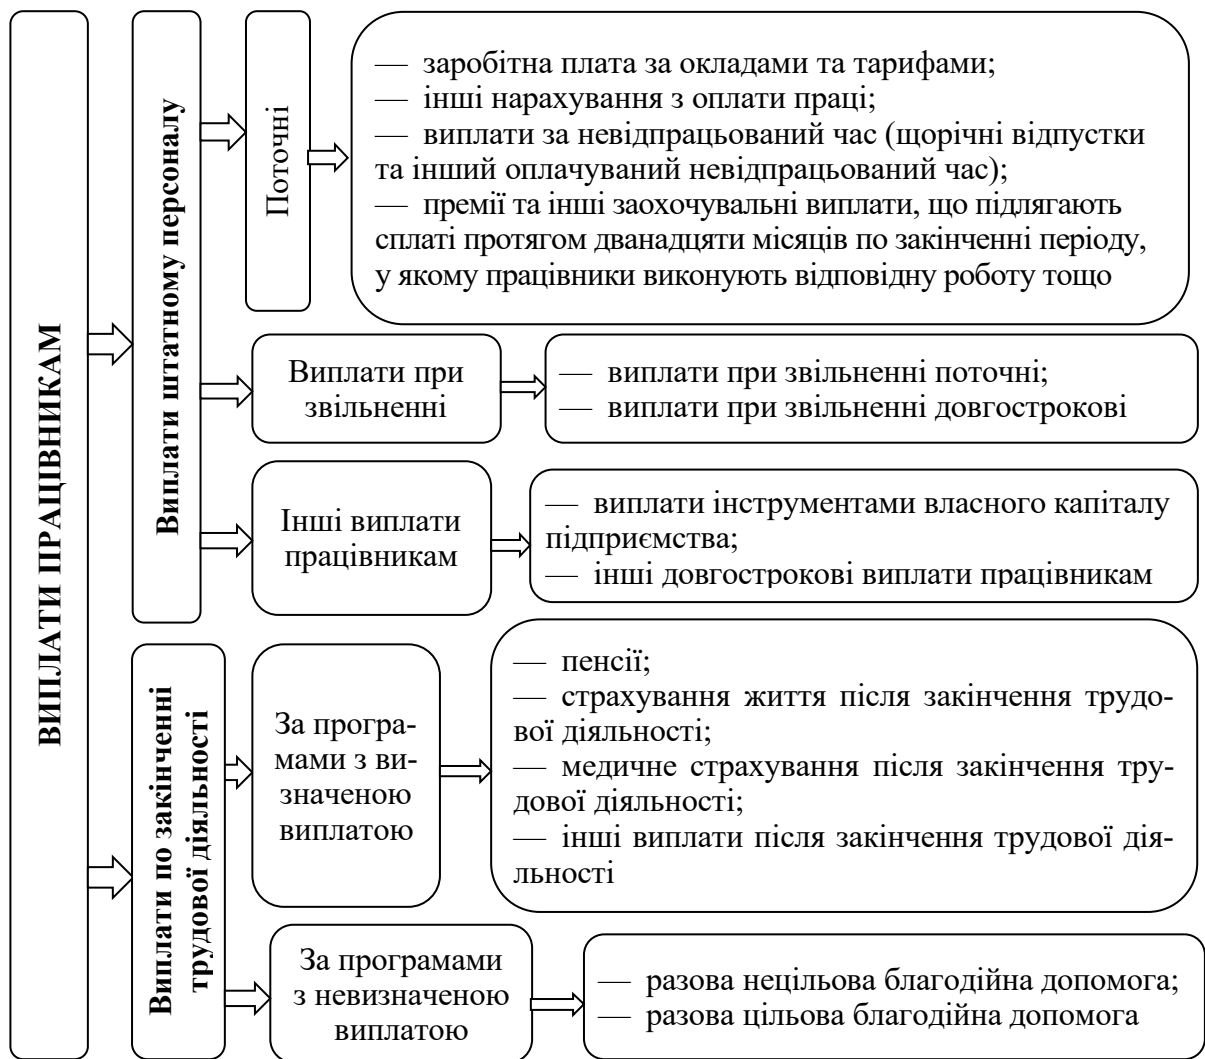 ВИПЛАТИ ПРАЦІВНИКАМ
Виплати штатному персоналу
Поточні
— заробітна плата за окладами та тарифами;
— інші нарахування з оплати праці;
— виплати за невідпрацьований час (щорічні відпустки
та інший оплачуваний невідпрацьований час);
— премії та інші заохочувальні виплати, що підлягають
сплаті протягом дванадцяти місяців по закінченні періоду,
у якому працівники виконують відповідну роботу тощо
Виплати при
звільненні
— виплати при звільненні поточні;
— виплати при звільненні довгострокові
Інші виплати
працівникам
— виплати інструментами власного капіталу
підприємства;
— інші довгострокові виплати працівникам
Виплати по закінченні
трудової діяльності
За програ-
мами з ви-
значеною
виплатою
— пенсії;
— страхування життя після закінчення трудо-
вої діяльності;
— медичне страхування після закінчення тру-
дової діяльності;
— інші виплати після закінчення трудової дія-
льності
За програмами
з невизначеною
виплатою
— разова нецільова благодійна допомога;
— разова цільова благодійна допомога